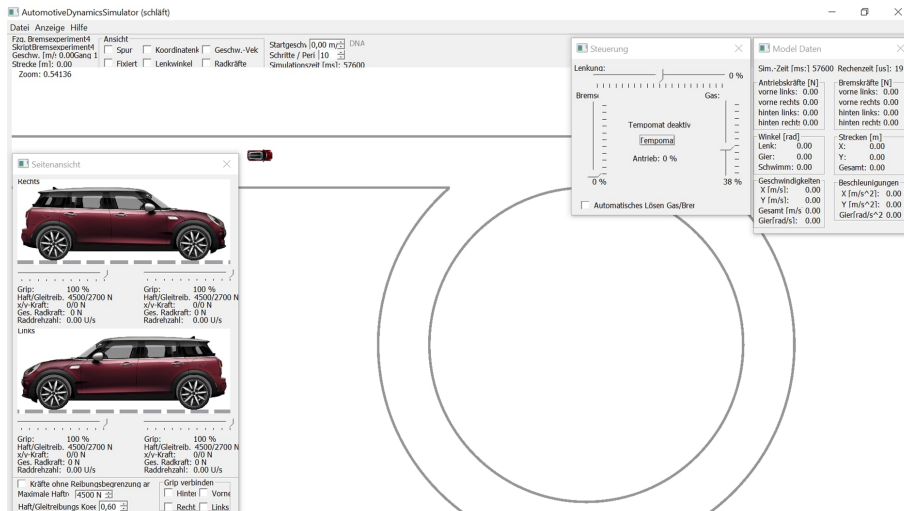 AutomotiveDynamicsSimulator (schläft)
Datei Anzeige Hilfe
Fzg. Bremsexperiment4
SkriptBremsexperiment4
Geschw. [m/: 0.00Gang 1
Strecke [m]: 0.00
Ansicht
Spur Koordinatenk Geschw.-Vek
Fixiert Lenkwinkel Radkräfte
Startgeschw 0,00 m/ DNA
Schritte / Peri 10
Simulationszeit [ms]: 57600
Zoom: 0.54136
Steuerung
Lenkung:
0 %
Bremse
Gas:
Tempomat deaktiv
Tempoma
Antrieb: 0 %
0 %
38 %
Automatisches Lösen Gas/Brer
Model Daten
Sim.-Zeit [ms:] 57600 Rechenzeit [us]: 19
Antriebskräfte [N]
vorne links: 0.00
vorne rechts 0.00
hinten links: 0.00
hinten recht: 0.00
Bremskräfte [N]
vorne links: 0.00
vorne rechts 0.00
hinten links: 0.00
hinten recht: 0.00
Winkel [rad]
Lenk: 0.00
Gier: 0.00
Schwimm: 0.00
Strecken [m]
X: 0.00
Y: 0.00
Gesamt: 0.00
Geschwindigkeiten
X [m/s]: 0.00
Y [m/s]: 0.00
Gesamt [m/s 0.00
Gier[rad/s]: 0.00
Beschleunigungen
X [m/s^2]: 0.00
Y [m/s^2]: 0.00
Gier[rad/s^2 0.00
Seitenansicht
Rechts
Grip: 100 %
Haft/Gleitreib. 4500/2700 N
x/y-Kraft: 0/0 N
Ges. Radkraft: 0 N
Raddrehzahl: 0.00 U/s
Grip: 100 %
Haft/Gleitreib. 4500/2700 N
x/y-Kraft: 0/0 N
Ges. Radkraft: 0 N
Raddrehzahl: 0.00 U/s
Links
Grip: 100 %
Haft/Gleitreib. 4500/2700 N
x/y-Kraft: 0/0 N
Ges. Radkraft: 0 N
Raddrehzahl: 0.00 U/s
Grip: 100 %
Haft/Gleitreib. 4500/2700 N
x/y-Kraft: 0/0 N
Ges. Radkraft: 0 N
Raddrehzahl: 0.00 U/s
Kräfte ohne Reibungsbegrenzung ar
Maximale Haftr 4500 N
Haft/Gleitreibungs Koe 0,60
Grip verbinden
Hinter Vorne
Recht Links